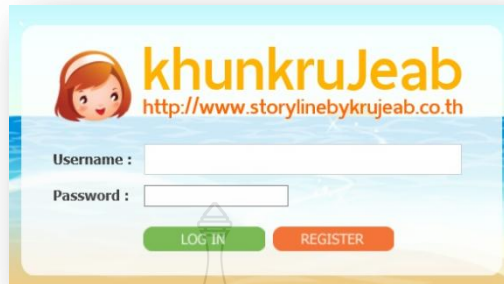 khunkruJeab
http://www.storylinebykrujeab.co.th
Username :
Password :
LOG IN
REGISTER